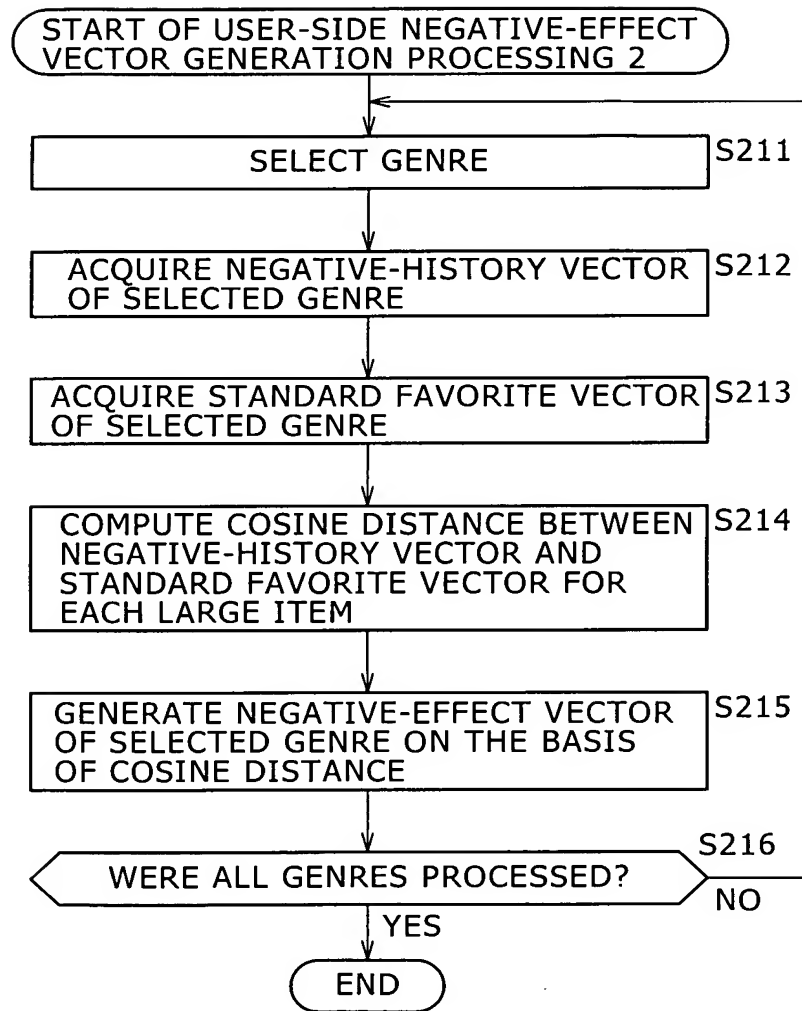 START OF USER-SIDE NEGATIVE-EFFECT
VECTOR GENERATION PROCESSING 2
SELECT GENRE
S211
ACQUIRE NEGATIVE-HISTORY VECTOR
OF SELECTED GENRE
S212
ACQUIRE STANDARD FAVORITE VECTOR
OF SELECTED GENRE
S213
COMPUTE COSINE DISTANCE BETWEEN
NEGATIVE-HISTORY VECTOR AND
STANDARD FAVORITE VECTOR FOR
EACH LARGE ITEM
S214
GENERATE NEGATIVE-EFFECT VECTOR
OF SELECTED GENRE ON THE BASIS
OF COSINE DISTANCE
S215
WERE ALL GENRES PROCESSED?
S216
NO
YES
END